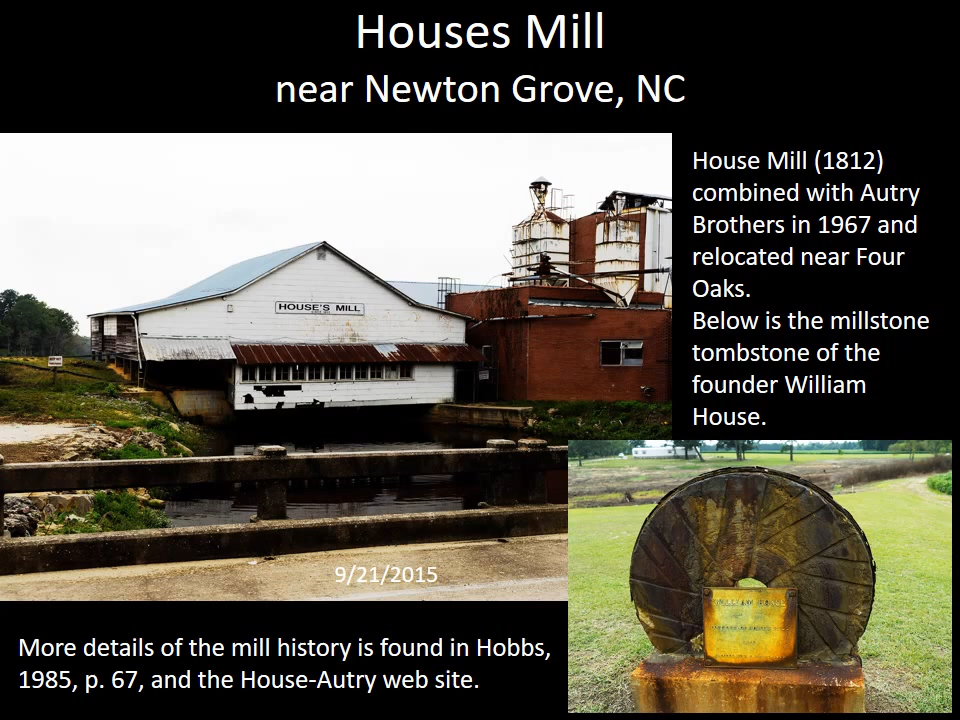 Houses Mill
near Newton Grove, NC
House Mill (1812)
combined with Autry
Brothers in 1967 and
relocated near Four
Oaks.
Below is the millstone
tombstone of the
founder William
House.
HOUSE'S MILL
9/21/2015
WILLIAM HOUSE
More details of the mill history is found in Hobbs,
1985, p. 67, and the House-Autry web site.